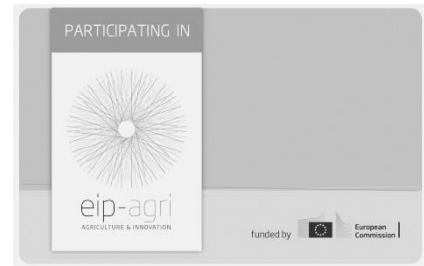 PARTICIPATING IN
eip-agri
AGRICULTURE & INNOVATION
funded by
European
Commission